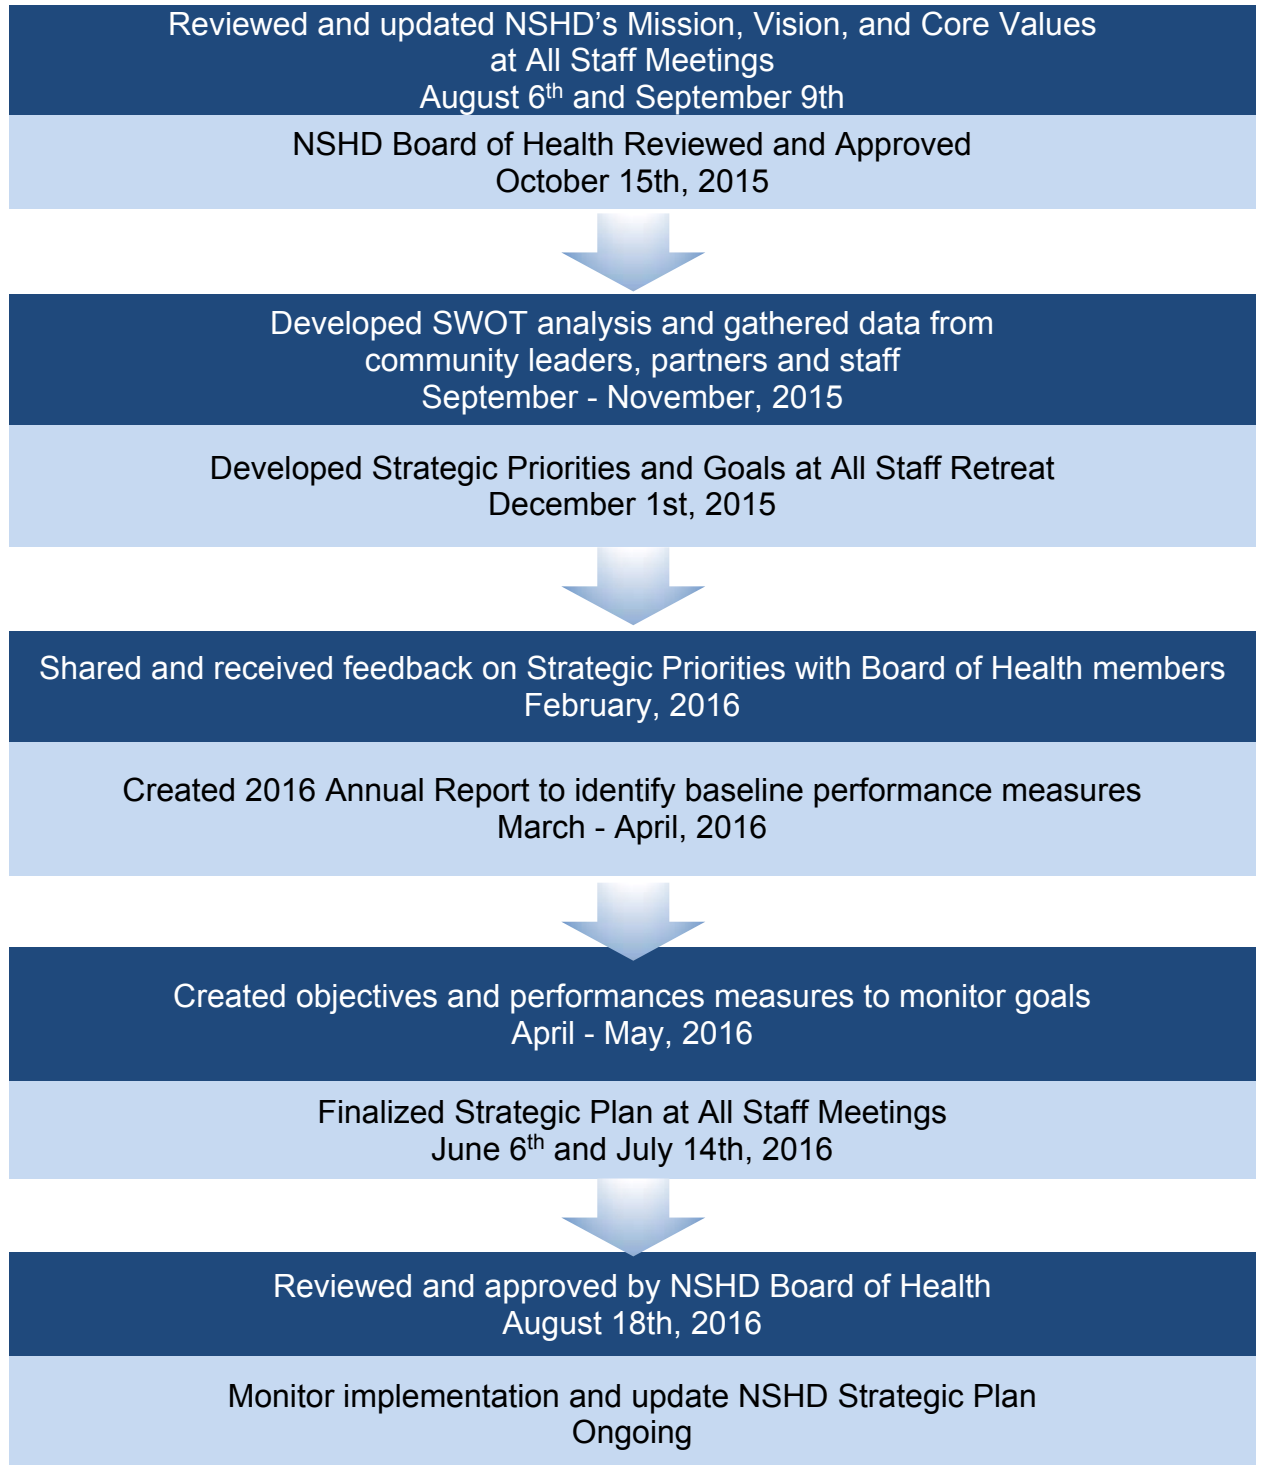 Reviewed and updated NSHD’s Mission, Vision, and Core Values
at All Staff Meetings
August 6th and September 9th
NSHD Board of Health Reviewed and Approved
October 15th, 2015
Developed SWOT analysis and gathered data from
community leaders, partners and staff
September - November, 2015
Developed Strategic Priorities and Goals at All Staff Retreat
December 1st, 2015
Shared and received feedback on Strategic Priorities with Board of Health members
February, 2016
Created 2016 Annual Report to identify baseline performance measures
March - April, 2016
Created objectives and performances measures to monitor goals
April - May, 2016
Finalized Strategic Plan at All Staff Meetings
June 6th and July 14th, 2016
Reviewed and approved by NSHD Board of Health
August 18th, 2016
Monitor implementation and update NSHD Strategic Plan
Ongoing